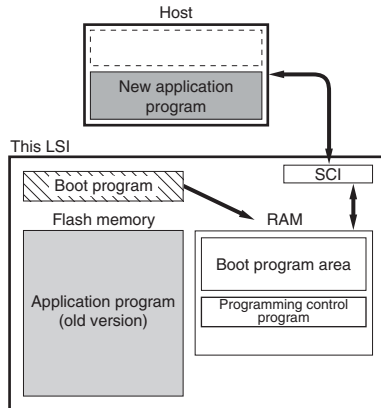 Host
New application
program
This LSI
SCI
Boot program
Flash memory
RAM
Application program
(old version)
Boot program area
Programming control
program